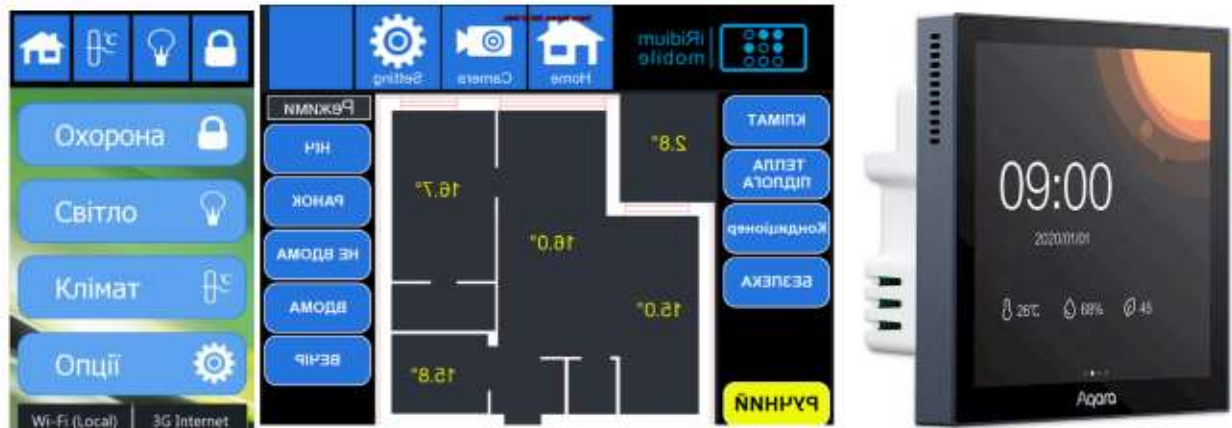 Охорона
Світло
Клімат
Опції
Wi-Fi (Local)
3G Internet
Setting
Camera
Home
iRidium
mobile
Режими
НІЧ
РАНОК
НЕ ВДОМА
ВДОМА
ВЕЧІР
16.7°
16.0°
2.8°
15.0°
15.8°
КЛІМАТ
ТЕПЛА
ПІДЛОГА
Кондиціонер
БЕЗПЕКА
РУЧНИЙ
09:00
2020/01/01
26℃
68%
45
Aqara